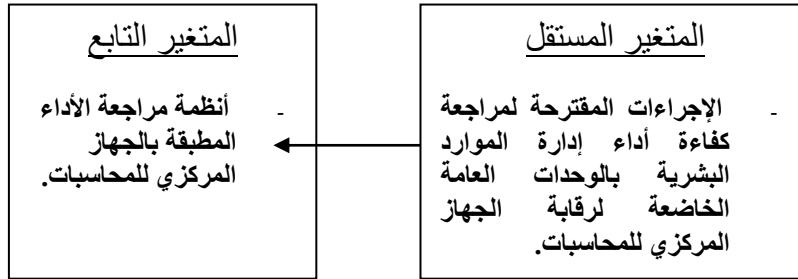 المتغير المستقل
- الإجراءات المقترحة لمراجعة
كفاءة أداء إدارة الموارد
البشرية بالوحدات العامة
الخاضعة لرقابة الجهاز
المركزي للمحاسبات.
المتغير التابع
- أنظمة مراجعة الأداء
المطبقة بالجهاز
المركزي للمحاسبات.